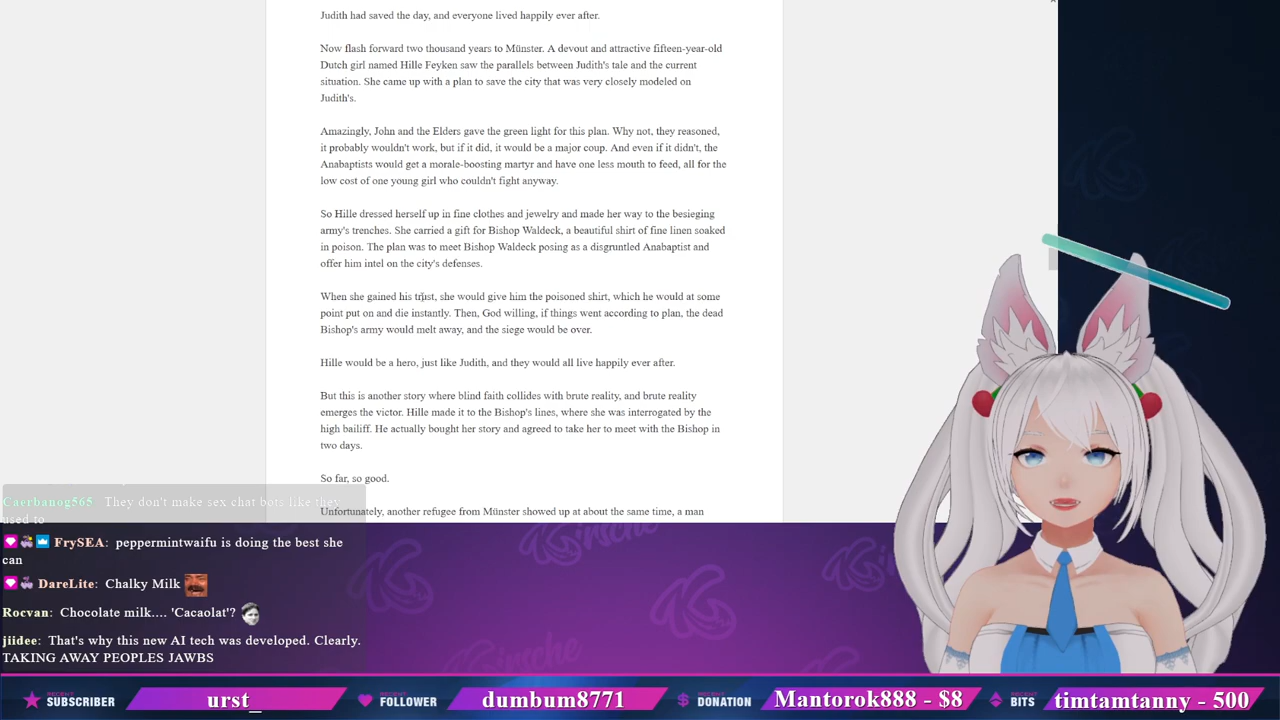 Judith had saved the day, and everyone lived happily ever after.
Now flash forward two thousand years to Münster. A devout and attractive fifteen-year-old
Dutch girl named Hille Feyken saw the parallels between Judith's tale and the current
situation. She came up with a plan to save the city that was very closely modeled on
Judith's.
Amazingly, John and the Elders gave the green light for this plan. Why not, they reasoned,
it probably wouldn't work, but if it did, it would be a major coup. And even if it didn't, the
Anabaptists would get a morale-boosting martyr and have one less mouth to feed, all for the
low cost of one young girl who couldn't fight anyway.
So Hille dressed herself up in fine clothes and jewelry and made her way to the besieging
army's trenches. She carried a gift for Bishop Waldeck, a beautiful shirt of fine linen soaked
in poison. The plan was to meet Bishop Waldeck posing as a disgruntled Anabaptist and
offer him intel on the city's defenses.
When she gained his trust, she would give him the poisoned shirt, which he would at some
point put on and die instantly. Then, God willing, if things went according to plan, the dead
Bishop's army would melt away, and the siege would be over.
Hille would be a hero, just like Judith, and they would all live happily ever after.
But this is another story where blind faith collides with brute reality, and brute reality
emerges the victor. Hille made it to the Bishop's lines, where she was interrogated by the
high bailiff. He actually bought her story and agreed to take her to meet with the Bishop in
two days.
So far, so good.
Unfortunately, another refugee from Münster showed up at about the same time, a man
Caerbanog565 They don't make sex chat bots like they
used to
FrySEA: peppermintwaifu is doing the best she
can
DareLite: Chalky Milk
Rocvan: Chocolate milk.... 'Cacaolat'?
jiidee: That's why this new AI tech was developed. Clearly.
TAKING AWAY PEOPLES JAWBS
RECENT SUBSCRIBER urst_
RECENT FOLLOWER dumbum8771
RECENT DONATION Mantorok888 - $8
RECENT BITS timtamtanny - 500